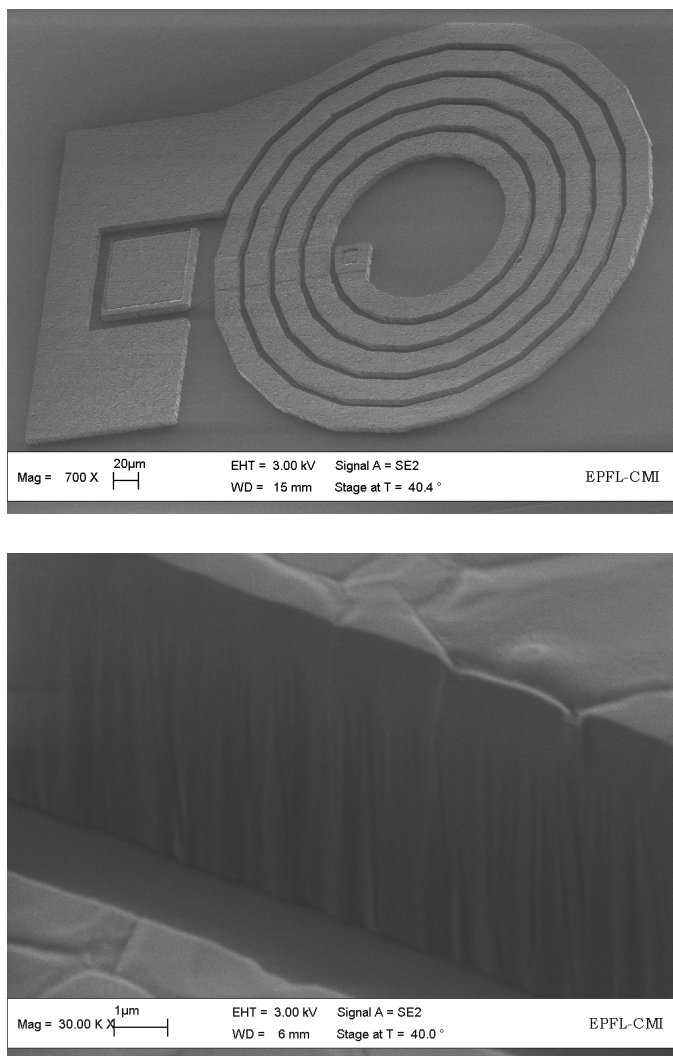 20µm
Mag = 700 X
EHT = 3.00 kV Signal A = SE2
WD = 15 mm Stage at T = 40.4 °
EPFL-CMI
1µm
Mag = 30.00 K X
EHT = 3.00 kV Signal A = SE2
WD = 6 mm Stage at T = 40.0 °
EPFL-CMI